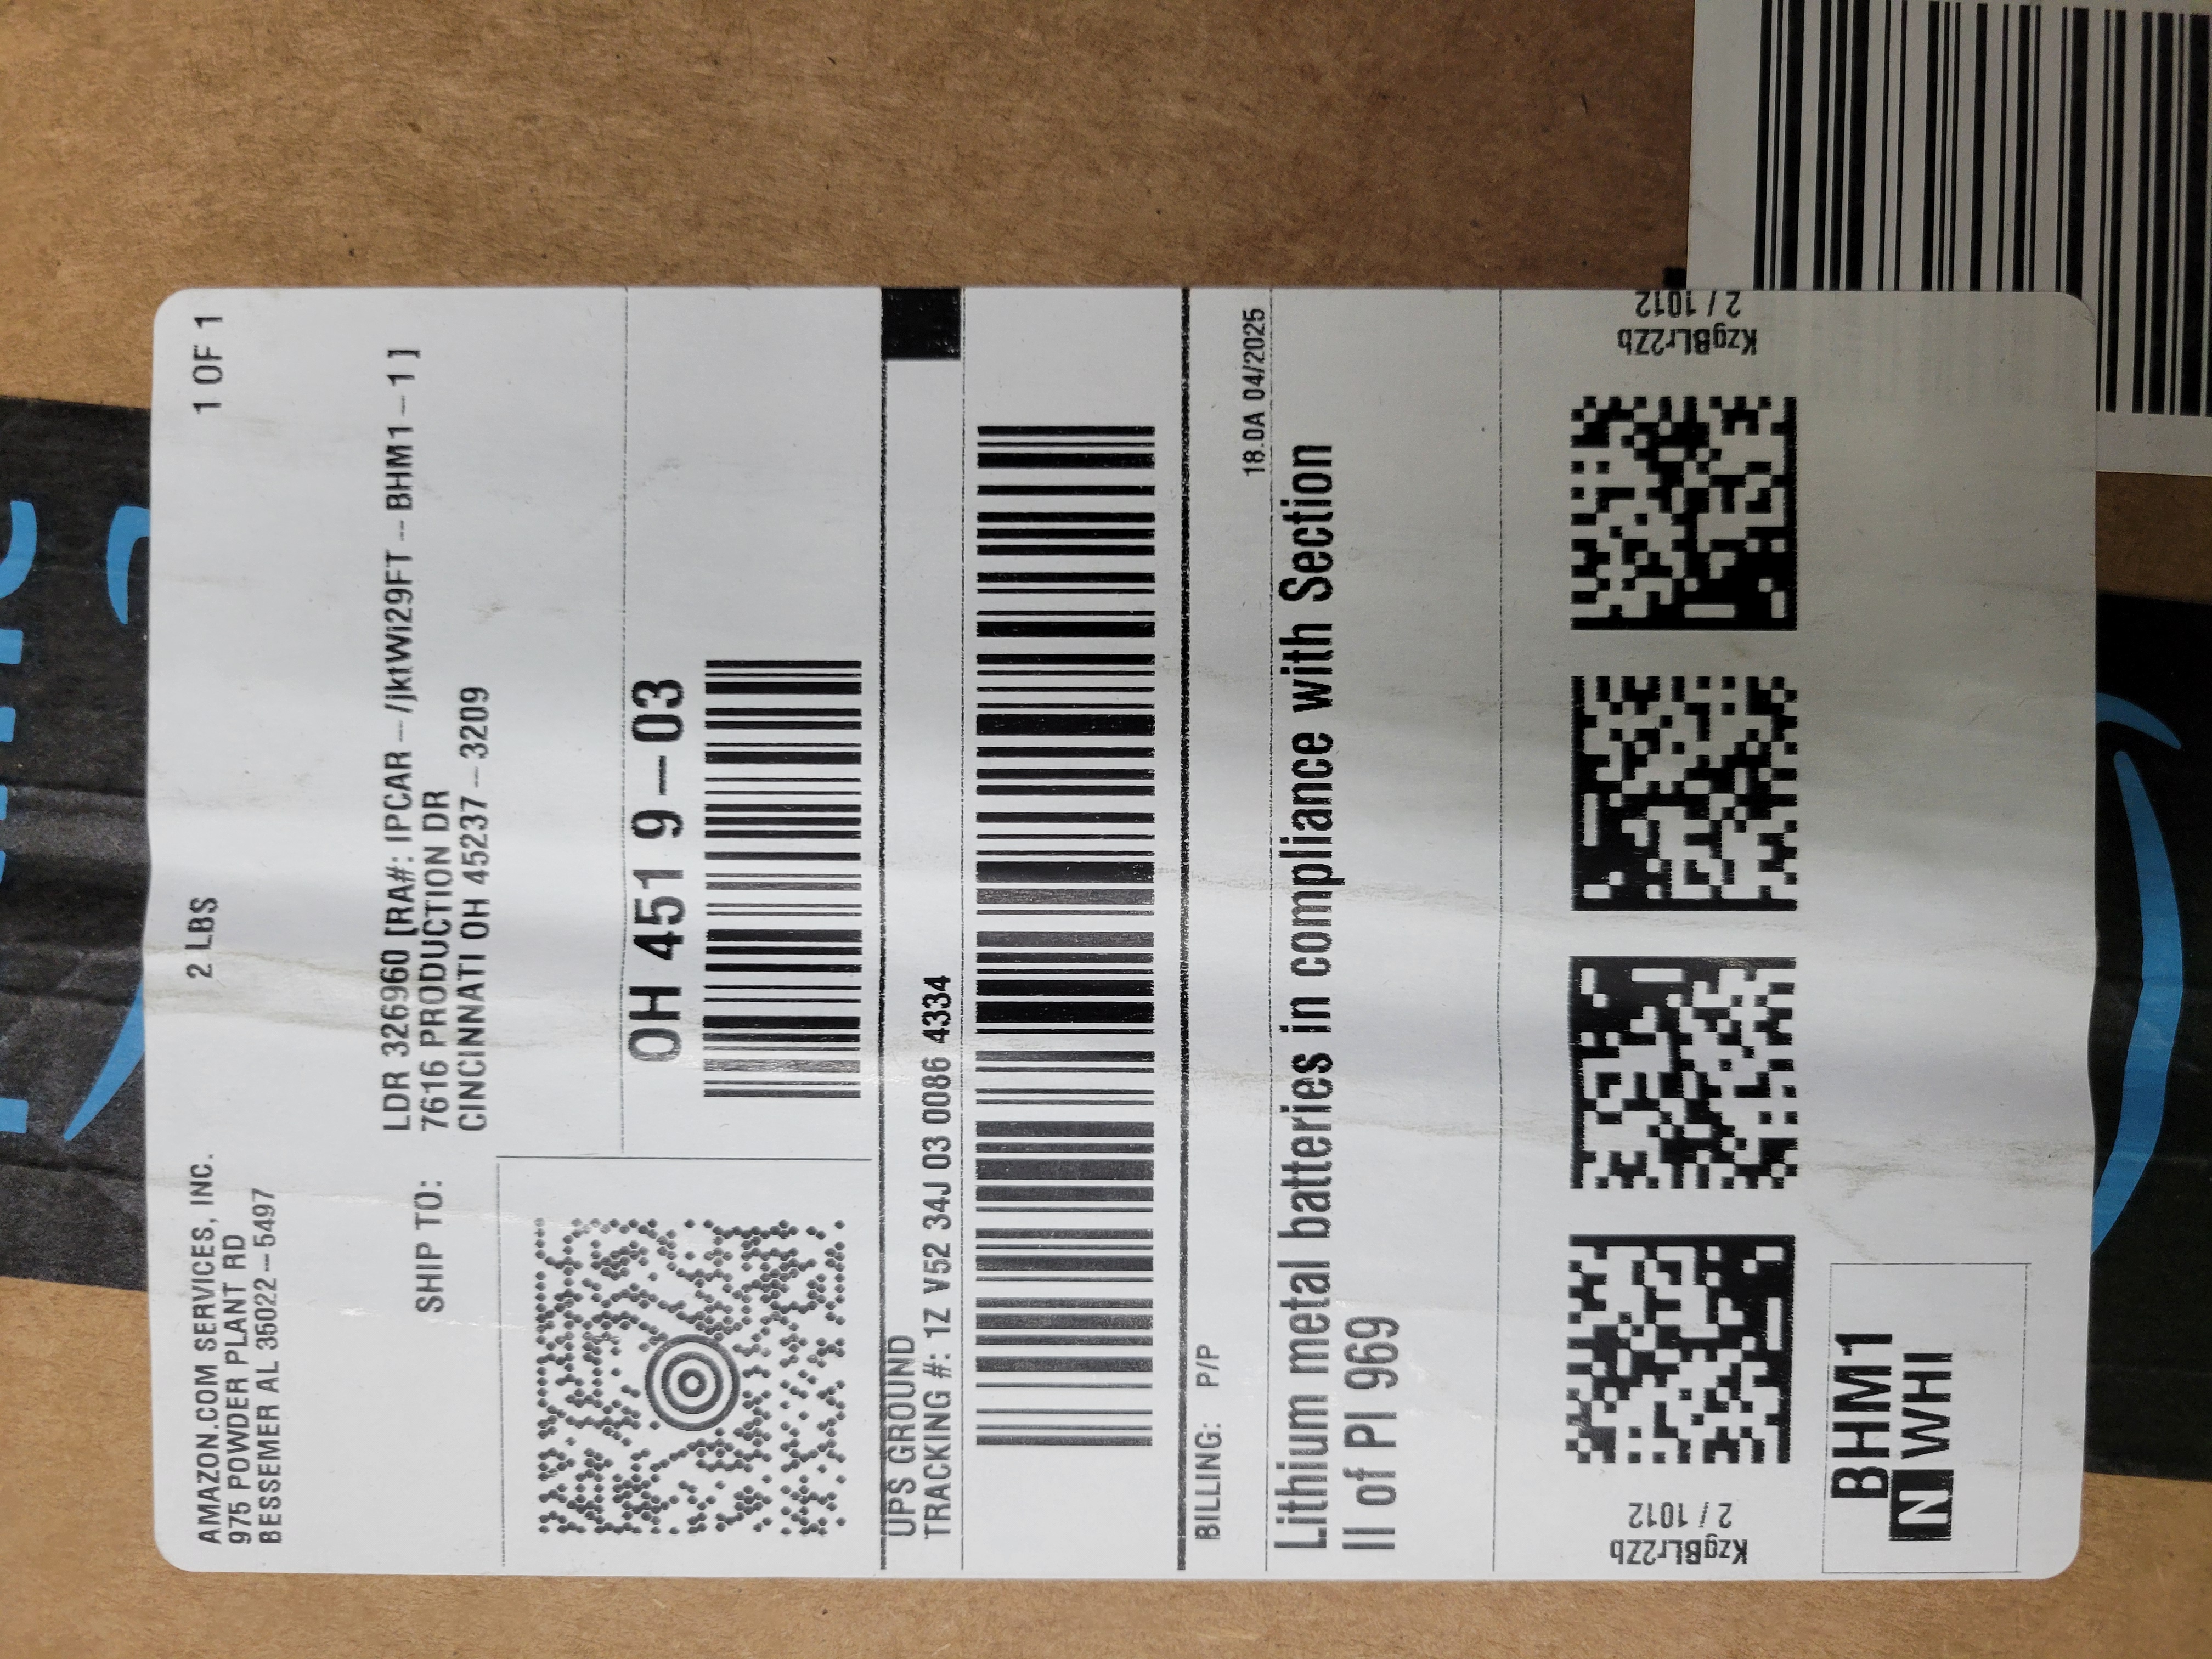 AMAZON.COM SERVICES, INC.
975 POWDER PLANT RD
BESSEMER AL 35022-5497
2 LBS
1 OF 1
SHIP TO:
LDR 326960 [RA#: IPCAR-/jktWi29FT--BHM1-1]
7616 PRODUCTION DR
CINCINNATI OH 45237-3209
OH 451 9-03
UPS GROUND
TRACKING #: 1Z V52 34J 03 0086 4334
BILLING: P/P
18.0A 04/2025
Lithium metal batteries in compliance with Section
II of PI 969
KzgBLr2Zb
2 / 1012
KzgBLr2Zb
2 / 1012
BHM1
N WHI